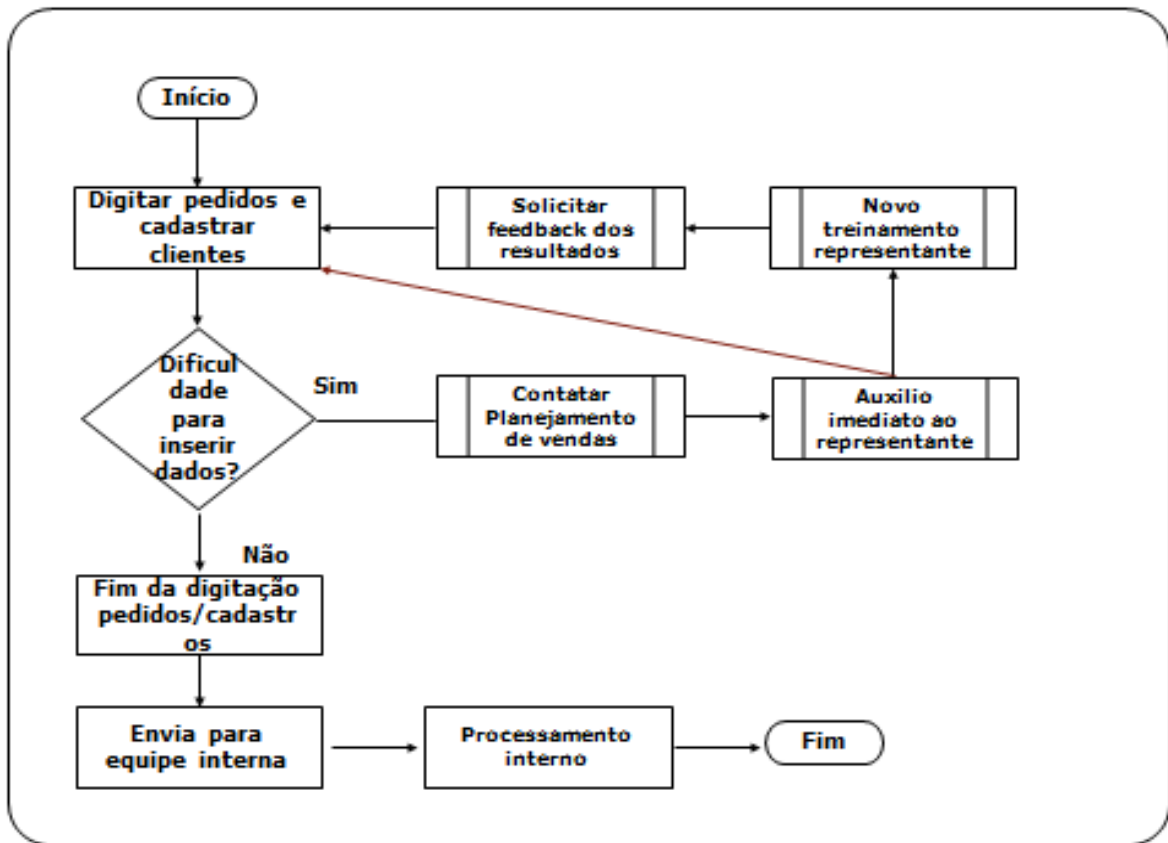 Início
Digitar pedidos e
cadastrar
clientes
Solicitar
feedback dos
resultados
Novo
treinamento
representante
Dificul
dade
para
inserir
dados?
Sim
Contatar
Planejamento
de vendas
Auxilio
imediato ao
representante
Não
Fim da digitação
pedidos/cadastr
os
Envia para
equipe interna
Processamento
interno
Fim